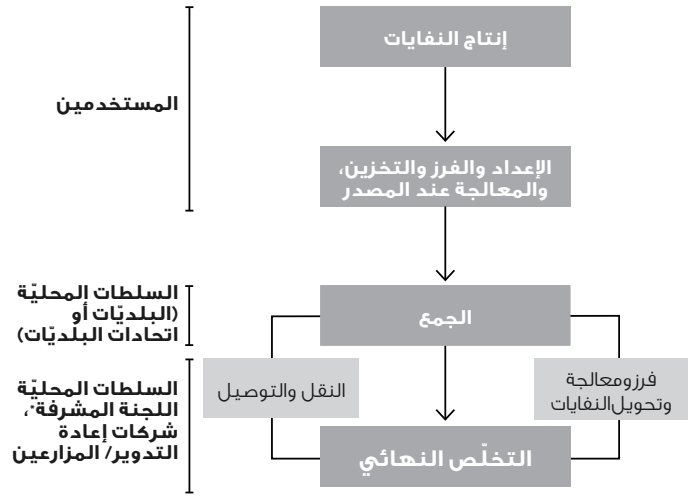 إنتاج النفايات
المستخدمين
الإعداد والفرز والتخزين،
والمعالجة عند المصدر
السلطات المحليّة
(البلديّات أو
اتحادات البلديّات)
الجمع
السلطات المحليّة
اللجنة المشرفة*،
شركات إعادة
التدوير/ المزارعين
فرزومعالجة
وتحويلالنفايات
النقل والتوصيل
التخلّص النهائي